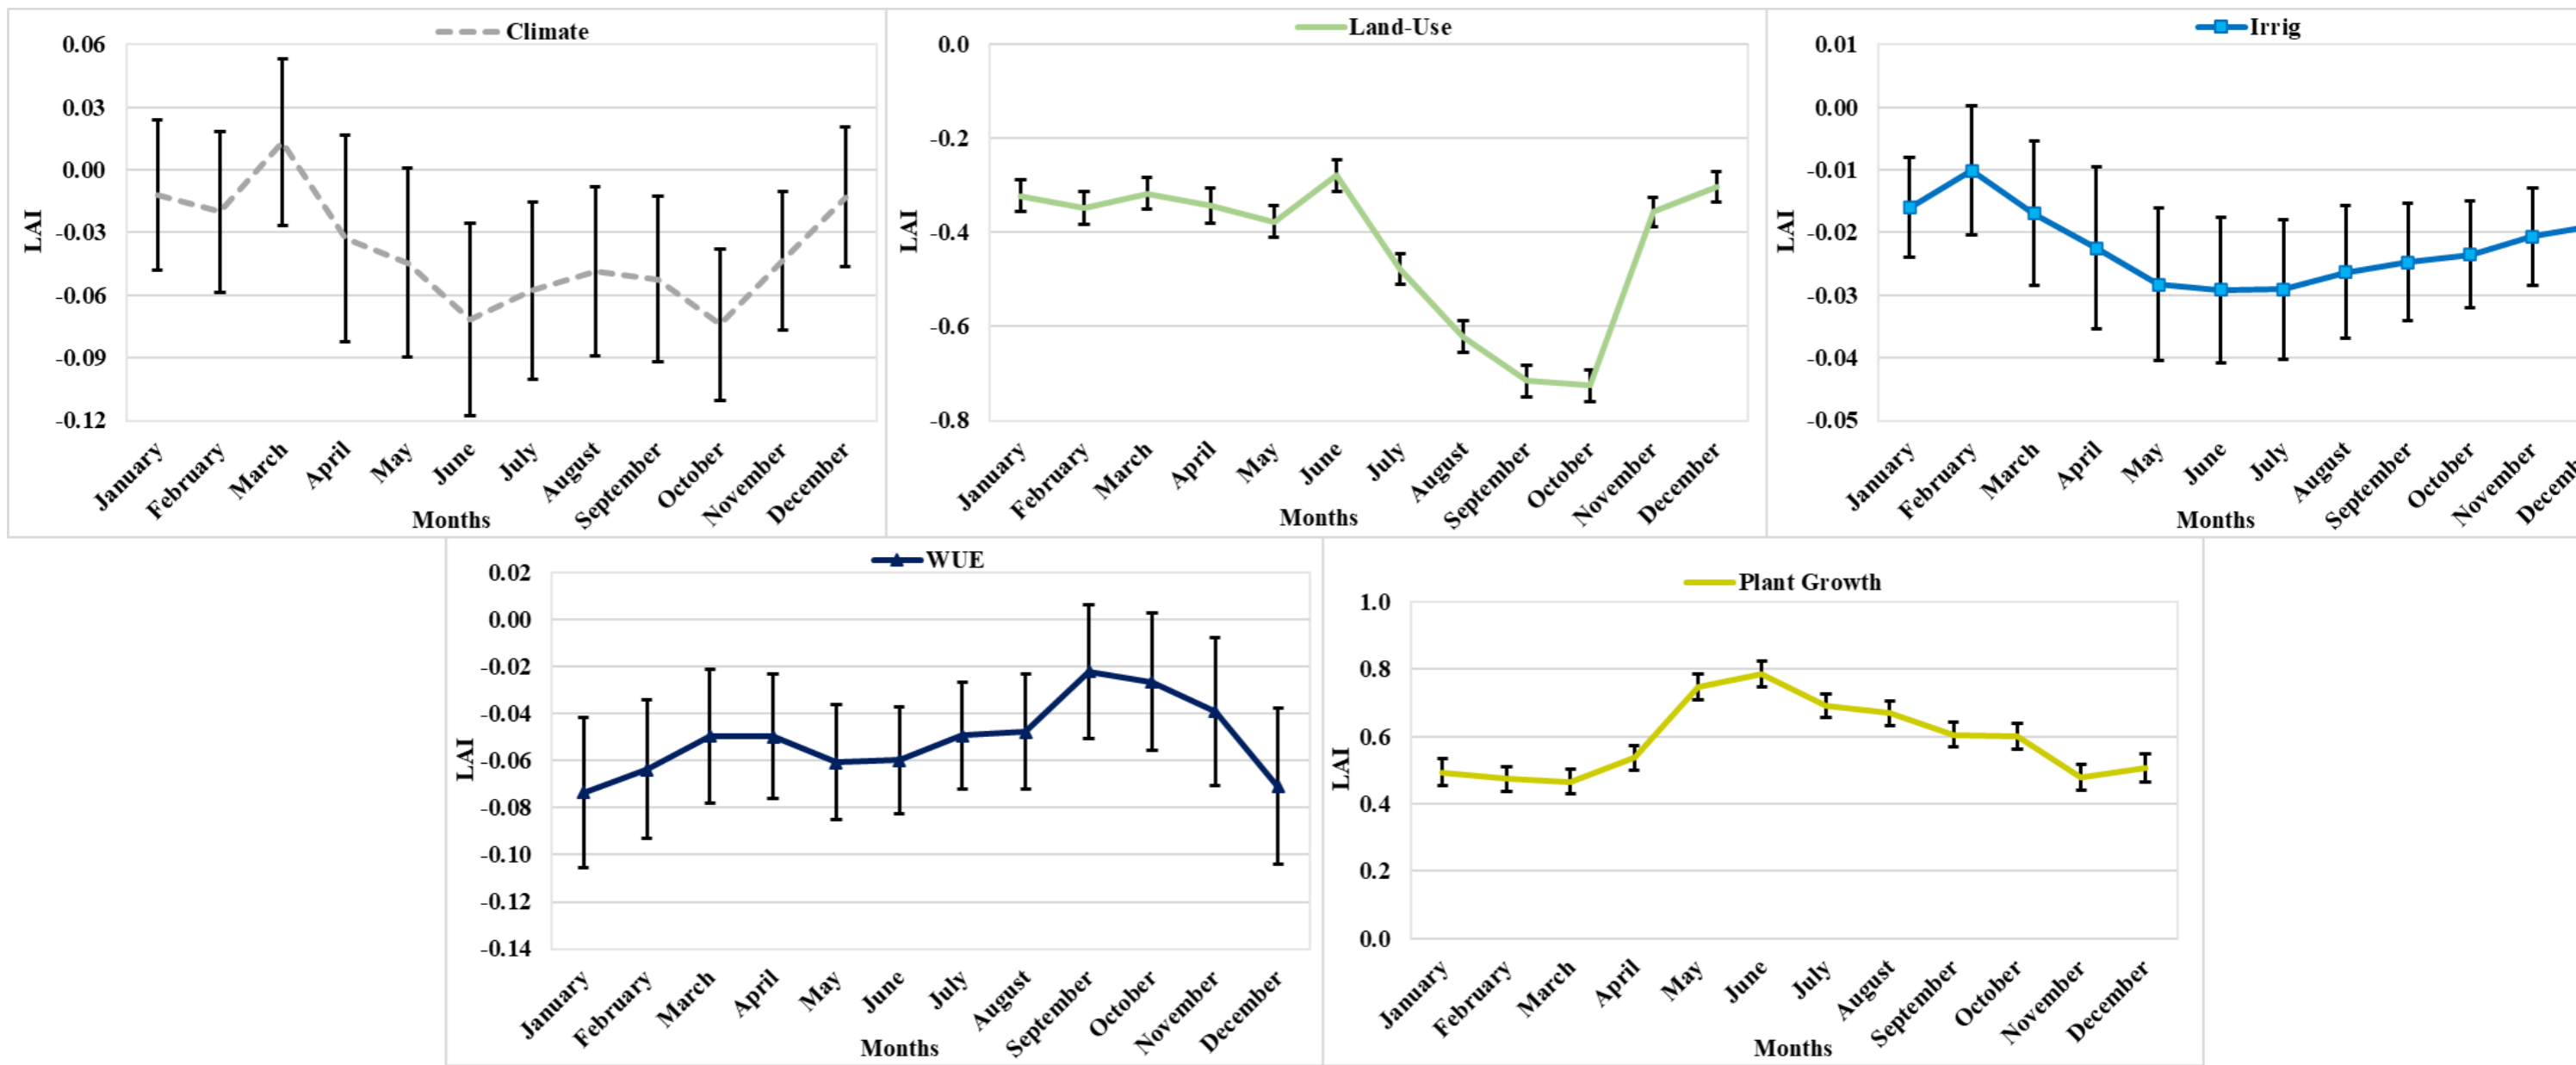 Climate
0.06
0.03
0.00
-0.03
-0.06
-0.09
-0.12
LAI
January
February
March
April
May
June
July
August
September
October
November
December
Months
Land-Use
0.0
-0.2
-0.4
-0.6
-0.8
LAI
January
February
March
April
May
June
July
August
September
October
November
December
Months
Irrig
0.01
0.00
-0.01
-0.02
-0.03
-0.04
-0.05
LAI
January
February
March
April
May
June
July
August
September
October
November
Decembe
Months
WUE
0.02
0.00
-0.02
-0.04
-0.06
-0.08
-0.10
-0.12
-0.14
LAI
January
February
March
April
May
June
July
August
September
October
November
December
Months
Plant Growth
1.0
0.8
0.6
0.4
0.2
0.0
LAI
January
February
March
April
May
June
July
August
September
October
November
December
Months